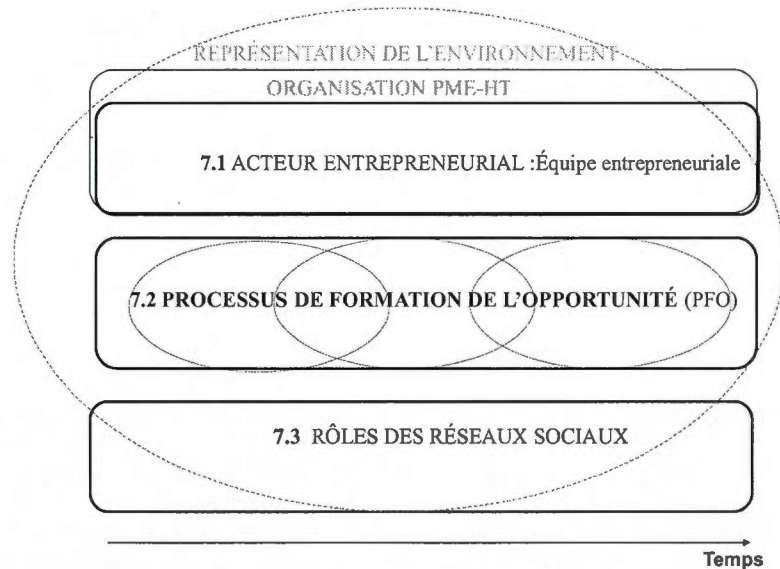 REPRÉSENTATION DE L'ENVIRONNEMENT
ORGANISATION PME-HT
7.1 ACTEUR ENTREPRENEURIAL :Équipe entrepreneuriale
7.2 PROCESSUS DE FORMATION DE L'OPPORTUNITÉ (PFO)
7.3 RÔLES DES RÉSEAUX SOCIAUX
Temps